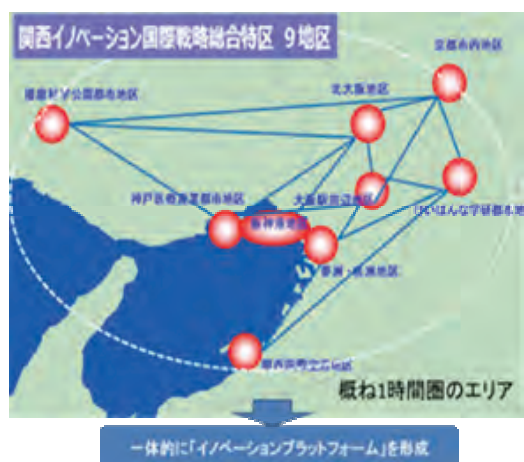 関西イノベーション国際戦略総合特区 9地区
京都市内地区
北大阪地区
播磨科学公園都市地区
神戸医療産業都市地区
大阪駅周辺地区
けいはんな学研都市地
阪神港地区
夢洲・咲洲地区
関西国際空港地区
概ね1時間圏のエリア
一体的に「イノベーションプラットフォーム」を形成